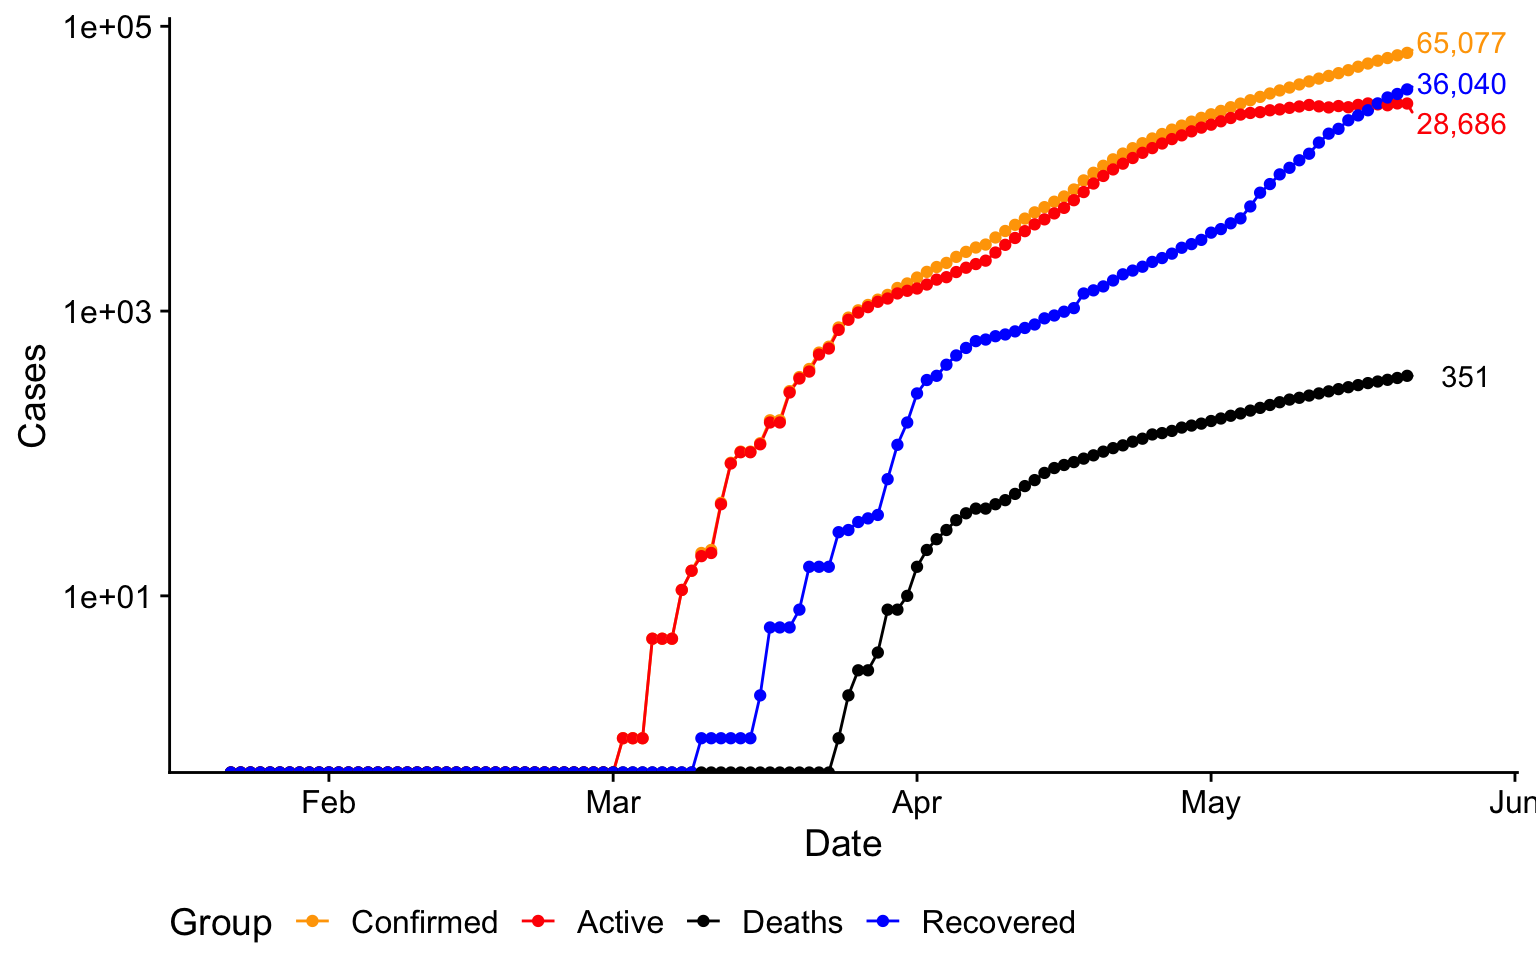 1e+05
65,077
36,040
28,686
1e+03
351
Cases
1e+01
Feb Mar Apr May Jun
Date
Group Confirmed Active Deaths Recovered